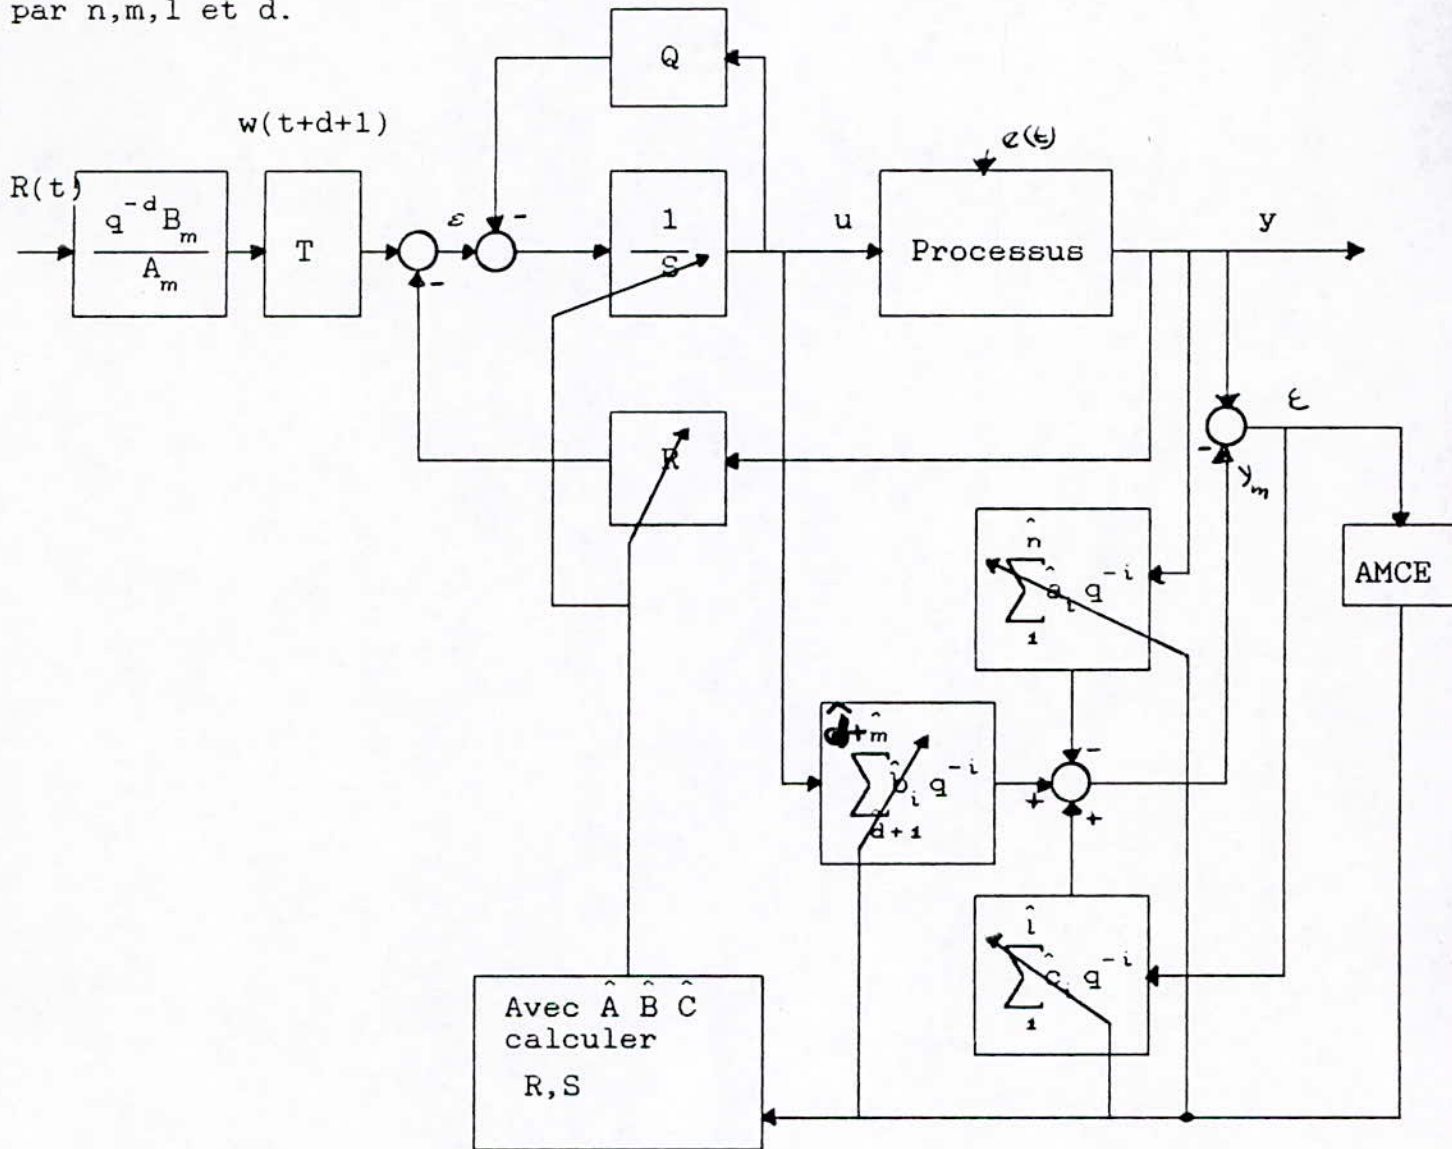 par n,m,l et d.
Q
w(t+d+1)
e(t)
R(t)
q^{-d} B_m
A_m
T
ε
-
1
S
u
Processus
y
-
R
ε
-
y_m
n̂
∑ â_i q^{-i}
1
AMCE
d̂+m̂
∑ b̂_i q^{-i}
d̂+1
-
+
+
l̂
∑ ĉ_i q^{-i}
1
Avec Â B̂ Ĉ
calculer
R,S